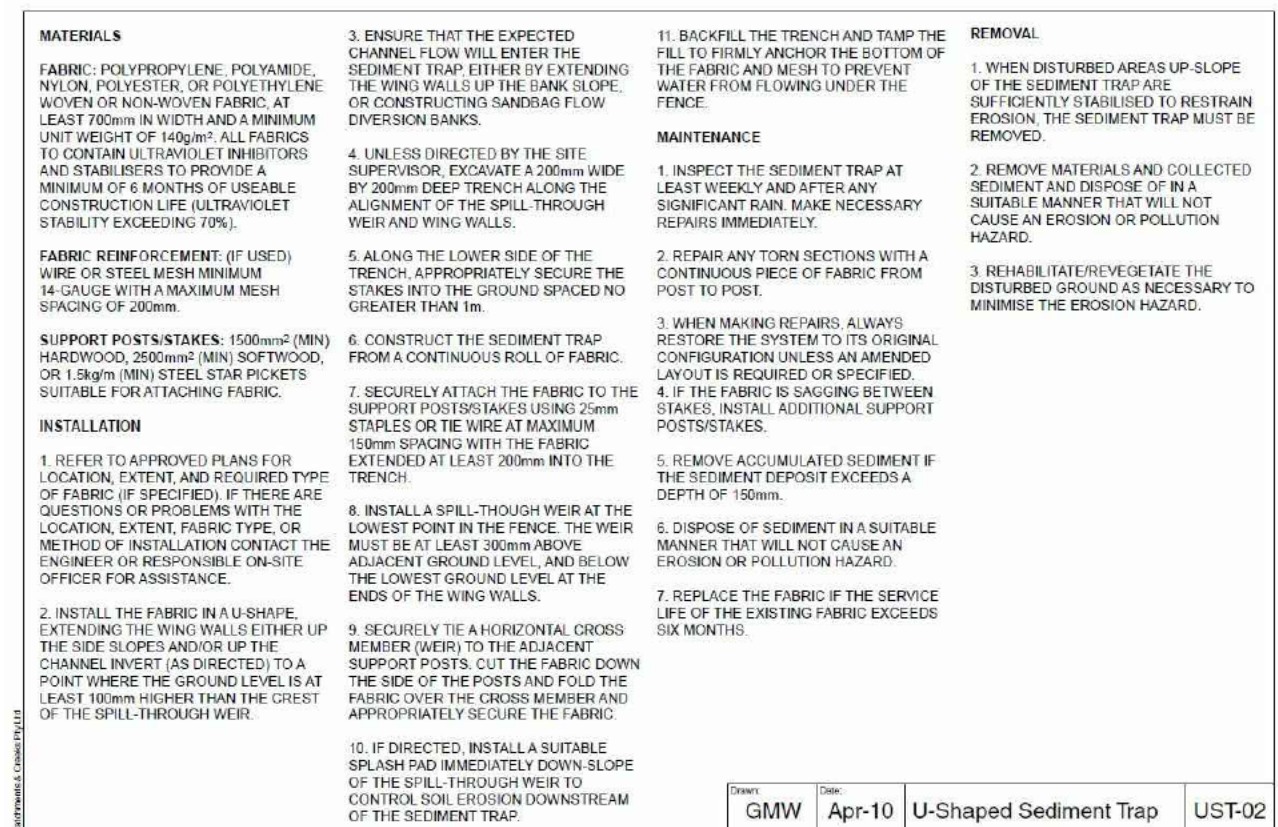 MATERIALS
FABRIC: POLYPROPYLENE, POLYAMIDE,
NYLON, POLYESTER, OR POLYETHYLENE
WOVEN OR NON-WOVEN FABRIC, AT
LEAST 700mm IN WIDTH AND A MINIMUM
UNIT WEIGHT OF 140g/m². ALL FABRICS
TO CONTAIN ULTRAVIOLET INHIBITORS
AND STABILISERS TO PROVIDE A
MINIMUM OF 6 MONTHS OF USEABLE
CONSTRUCTION LIFE (ULTRAVIOLET
STABILITY EXCEEDING 70%).
FABRIC REINFORCEMENT: (IF USED)
WIRE OR STEEL MESH MINIMUM
14-GAUGE WITH A MAXIMUM MESH
SPACING OF 200mm.
SUPPORT POSTS/STAKES: 1500mm² (MIN)
HARDWOOD, 2500mm² (MIN) SOFTWOOD,
OR 1.5kg/m (MIN) STEEL STAR PICKETS
SUITABLE FOR ATTACHING FABRIC.
INSTALLATION
1. REFER TO APPROVED PLANS FOR
LOCATION, EXTENT, AND REQUIRED TYPE
OF FABRIC (IF SPECIFIED). IF THERE ARE
QUESTIONS OR PROBLEMS WITH THE
LOCATION, EXTENT, FABRIC TYPE, OR
METHOD OF INSTALLATION CONTACT THE
ENGINEER OR RESPONSIBLE ON-SITE
OFFICER FOR ASSISTANCE.
2. INSTALL THE FABRIC IN A U-SHAPE,
EXTENDING THE WING WALLS EITHER UP
THE SIDE SLOPES AND/OR UP THE
CHANNEL INVERT (AS DIRECTED) TO A
POINT WHERE THE GROUND LEVEL IS AT
LEAST 100mm HIGHER THAN THE CREST
OF THE SPILL-THROUGH WEIR.
3. ENSURE THAT THE EXPECTED
CHANNEL FLOW WILL ENTER THE
SEDIMENT TRAP, EITHER BY EXTENDING
THE WING WALLS UP THE BANK SLOPE,
OR CONSTRUCTING SANDBAG FLOW
DIVERSION BANKS.
4. UNLESS DIRECTED BY THE SITE
SUPERVISOR, EXCAVATE A 200mm WIDE
BY 200mm DEEP TRENCH ALONG THE
ALIGNMENT OF THE SPILL-THROUGH
WEIR AND WING WALLS.
5. ALONG THE LOWER SIDE OF THE
TRENCH, APPROPRIATELY SECURE THE
STAKES INTO THE GROUND SPACED NO
GREATER THAN 1m.
6. CONSTRUCT THE SEDIMENT TRAP
FROM A CONTINUOUS ROLL OF FABRIC.
7. SECURELY ATTACH THE FABRIC TO THE
SUPPORT POSTS/STAKES USING 25mm
STAPLES OR TIE WIRE AT MAXIMUM
150mm SPACING WITH THE FABRIC
EXTENDED AT LEAST 200mm INTO THE
TRENCH.
8. INSTALL A SPILL-THOUGH WEIR AT THE
LOWEST POINT IN THE FENCE. THE WEIR
MUST BE AT LEAST 300mm ABOVE
ADJACENT GROUND LEVEL, AND BELOW
THE LOWEST GROUND LEVEL AT THE
ENDS OF THE WING WALLS.
9. SECURELY TIE A HORIZONTAL CROSS
MEMBER (WEIR) TO THE ADJACENT
SUPPORT POSTS. CUT THE FABRIC DOWN
THE SIDE OF THE POSTS AND FOLD THE
FABRIC OVER THE CROSS MEMBER AND
APPROPRIATELY SECURE THE FABRIC.
10. IF DIRECTED, INSTALL A SUITABLE
SPLASH PAD IMMEDIATELY DOWN-SLOPE
OF THE SPILL-THROUGH WEIR TO
CONTROL SOIL EROSION DOWNSTREAM
OF THE SEDIMENT TRAP.
11. BACKFILL THE TRENCH AND TAMP THE
FILL TO FIRMLY ANCHOR THE BOTTOM OF
THE FABRIC AND MESH TO PREVENT
WATER FROM FLOWING UNDER THE
FENCE.
MAINTENANCE
1. INSPECT THE SEDIMENT TRAP AT
LEAST WEEKLY AND AFTER ANY
SIGNIFICANT RAIN. MAKE NECESSARY
REPAIRS IMMEDIATELY.
2. REPAIR ANY TORN SECTIONS WITH A
CONTINUOUS PIECE OF FABRIC FROM
POST TO POST.
3. WHEN MAKING REPAIRS, ALWAYS
RESTORE THE SYSTEM TO ITS ORIGINAL
CONFIGURATION UNLESS AN AMENDED
LAYOUT IS REQUIRED OR SPECIFIED.
4. IF THE FABRIC IS SAGGING BETWEEN
STAKES, INSTALL ADDITIONAL SUPPORT
POSTS/STAKES.
5. REMOVE ACCUMULATED SEDIMENT IF
THE SEDIMENT DEPOSIT EXCEEDS A
DEPTH OF 150mm.
6. DISPOSE OF SEDIMENT IN A SUITABLE
MANNER THAT WILL NOT CAUSE AN
EROSION OR POLLUTION HAZARD.
7. REPLACE THE FABRIC IF THE SERVICE
LIFE OF THE EXISTING FABRIC EXCEEDS
SIX MONTHS.
REMOVAL
1. WHEN DISTURBED AREAS UP-SLOPE
OF THE SEDIMENT TRAP ARE
SUFFICIENTLY STABILISED TO RESTRAIN
EROSION, THE SEDIMENT TRAP MUST BE
REMOVED.
2. REMOVE MATERIALS AND COLLECTED
SEDIMENT AND DISPOSE OF IN A
SUITABLE MANNER THAT WILL NOT
CAUSE AN EROSION OR POLLUTION
HAZARD.
3. REHABILITATE/REVEGETATE THE
DISTURBED GROUND AS NECESSARY TO
MINIMISE THE EROSION HAZARD.
& Creeks Pty Ltd
Drawn: GMW
Date: Apr-10
U-Shaped Sediment Trap
UST-02